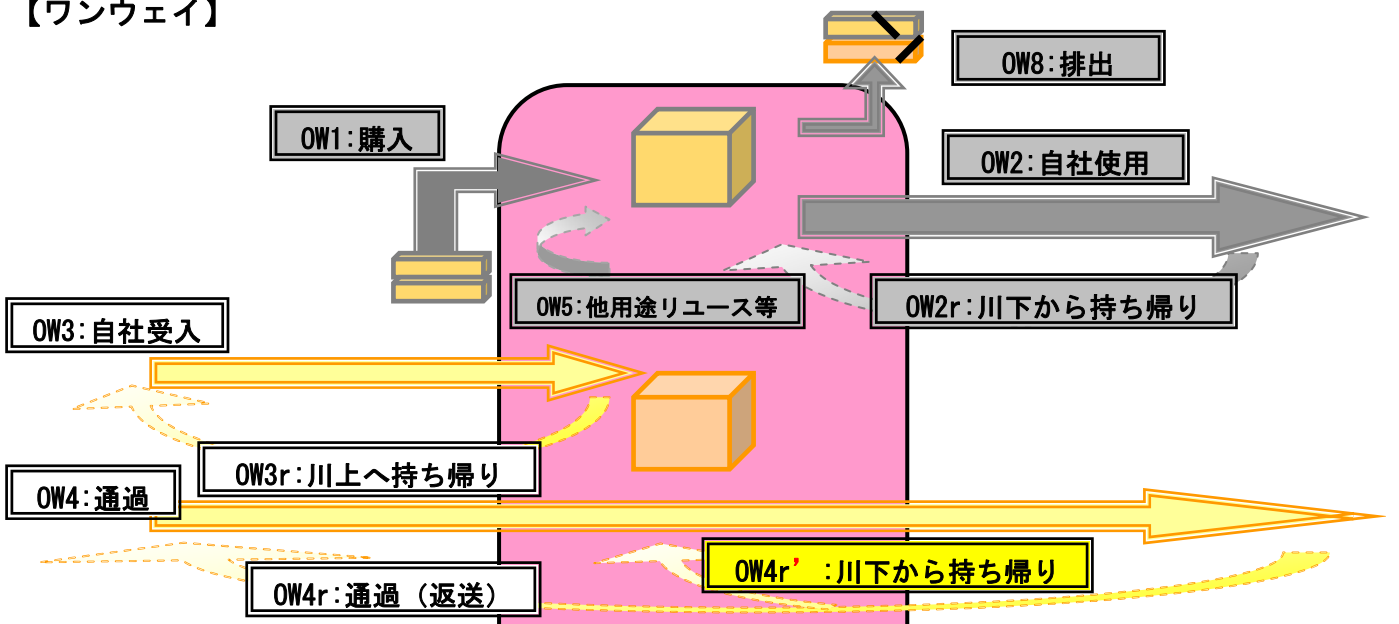 【ワンウェイ】
OW8:排出
OW1:購入
OW2:自社使用
OW5:他用途リユース等
OW2r:川下から持ち帰り
OW3:自社受入
OW3r:川上へ持ち帰り
OW4:通過
OW4r’:川下から持ち帰り
OW4r:通過（返送）